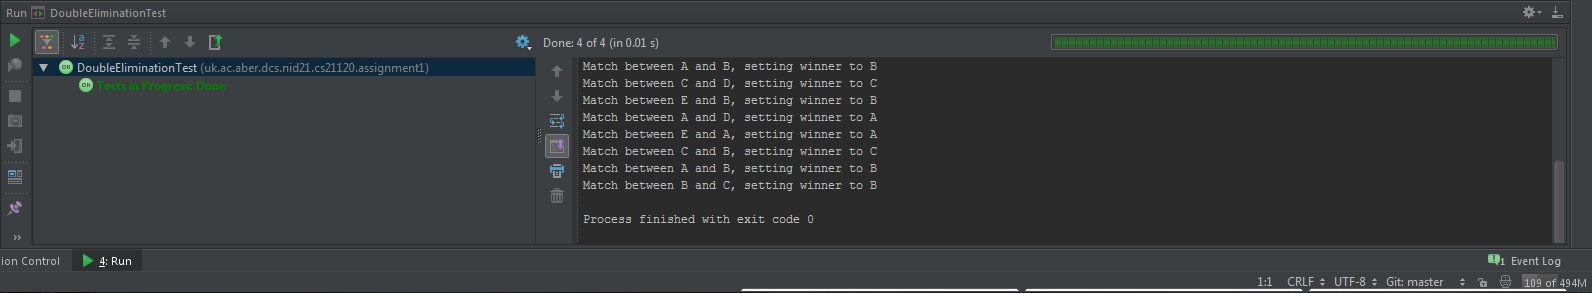 Run DoubleEliminationTest
Done: 4 of 4 (in 0.01 s)
DoubleEliminationTest (uk.ac.aber.dcs.nid21.cs21120.assignment1)
OK Tests in Progress: Done
Match between A and B, setting winner to B
Match between C and D, setting winner to C
Match between E and B, setting winner to B
Match between A and D, setting winner to A
Match between E and A, setting winner to A
Match between C and B, setting winner to C
Match between A and B, setting winner to B
Match between B and C, setting winner to B
Process finished with exit code 0
ion Control 4: Run 1 Event Log
1:1 CRLF UTF-8 Git: master 109 of 494M